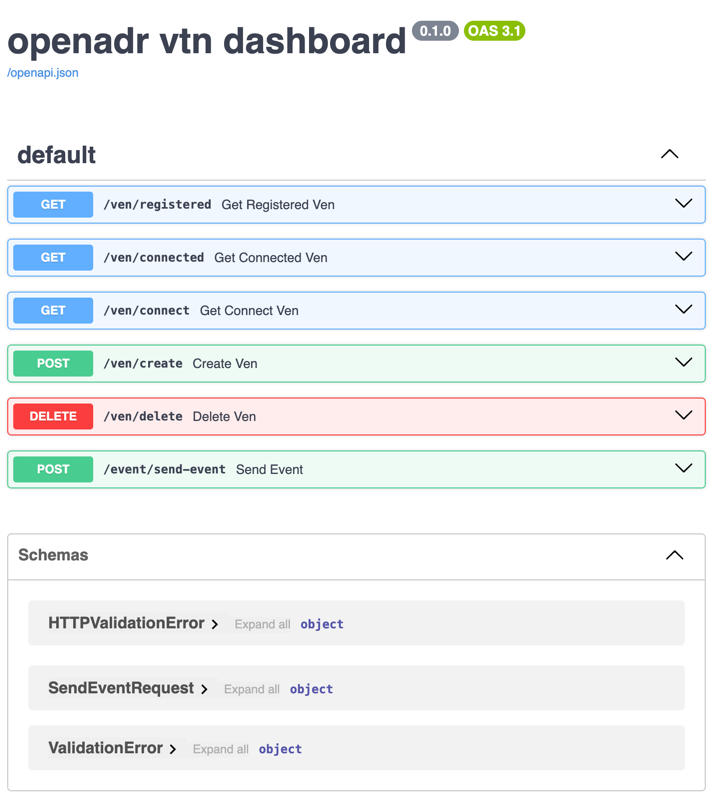 openadr vtn dashboard 0.1.0 OAS 3.1
/openapi.json
default
GET /ven/registered Get Registered Ven
GET /ven/connected Get Connected Ven
GET /ven/connect Get Connect Ven
POST /ven/create Create Ven
DELETE /ven/delete Delete Ven
POST /event/send-event Send Event
Schemas
HTTPValidationError Expand all object
SendEventRequest Expand all object
ValidationError Expand all object